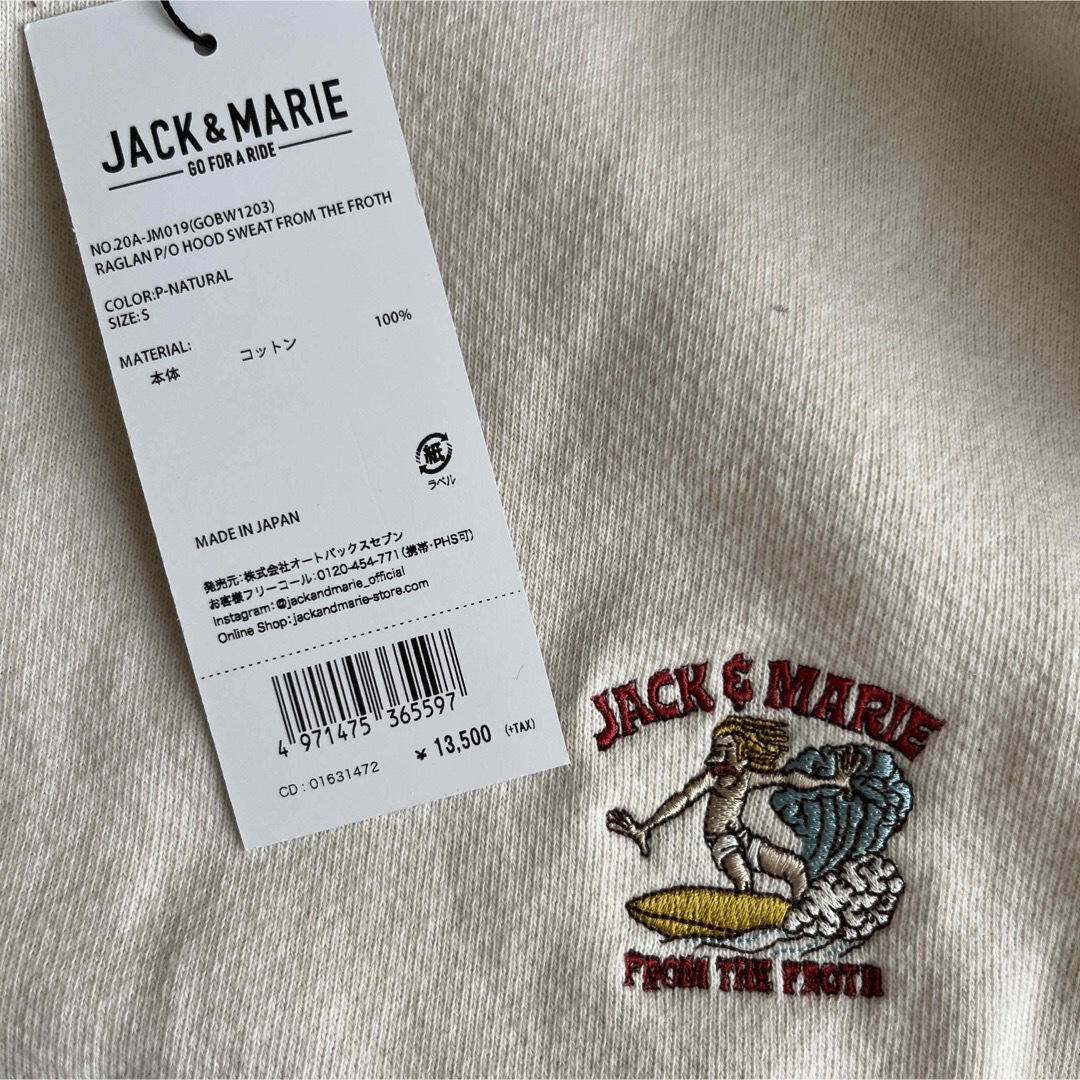 JACK & MARIE
GO FOR A RIDE
NO.20A-JM019(GOBW1203)
RAGLAN P/O HOOD SWEAT FROM THE FROTH
COLOR:P-NATURAL
SIZE:S
MATERIAL:
本体 コットン 100%
紙
ラベル
MADE IN JAPAN
発売元:株式会社オートバックスセブン
お客様フリーコール:0120-454-771(携帯・PHS可)
Instagram:@jackandmarie_official
Online Shop:jackandmarie-store.com
4 971475 365597
¥ 13,500 (+TAX)
CD:01631472
JACK & MARIE
FROM THE FROTH